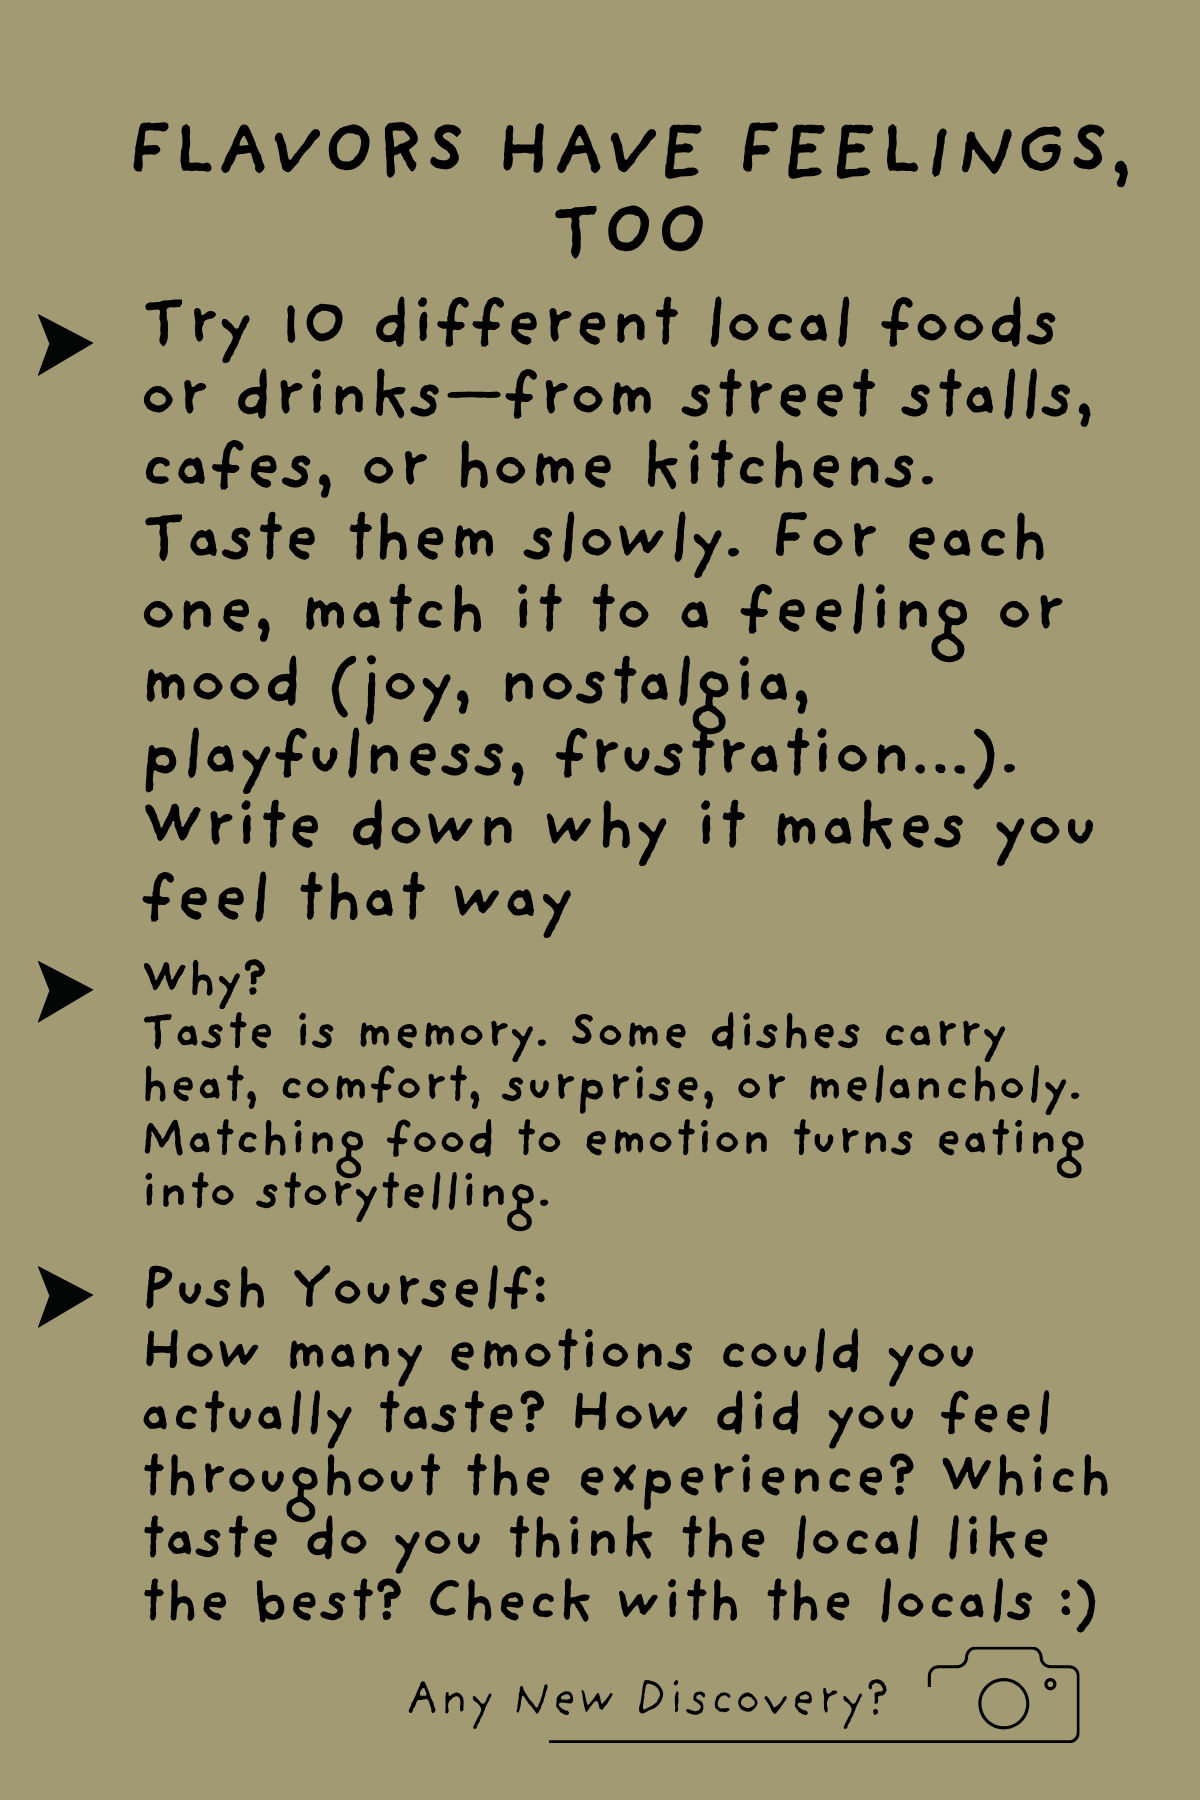 FLAVORS HAVE FEELINGS,
TOO
Try 10 different local foods
or drinks—from street stalls,
cafes, or home kitchens.
Taste them slowly. For each
one, match it to a feeling or
mood (joy, nostalgia,
playfulness, frustration...).
Write down why it makes you
feel that way
Why?
Taste is memory. Some dishes carry
heat, comfort, surprise, or melancholy.
Matching food to emotion turns eating
into storytelling.
Push Yourself:
How many emotions could you
actually taste? How did you feel
throughout the experience? Which
taste do you think the local like
the best? Check with the locals :)
Any New Discovery?